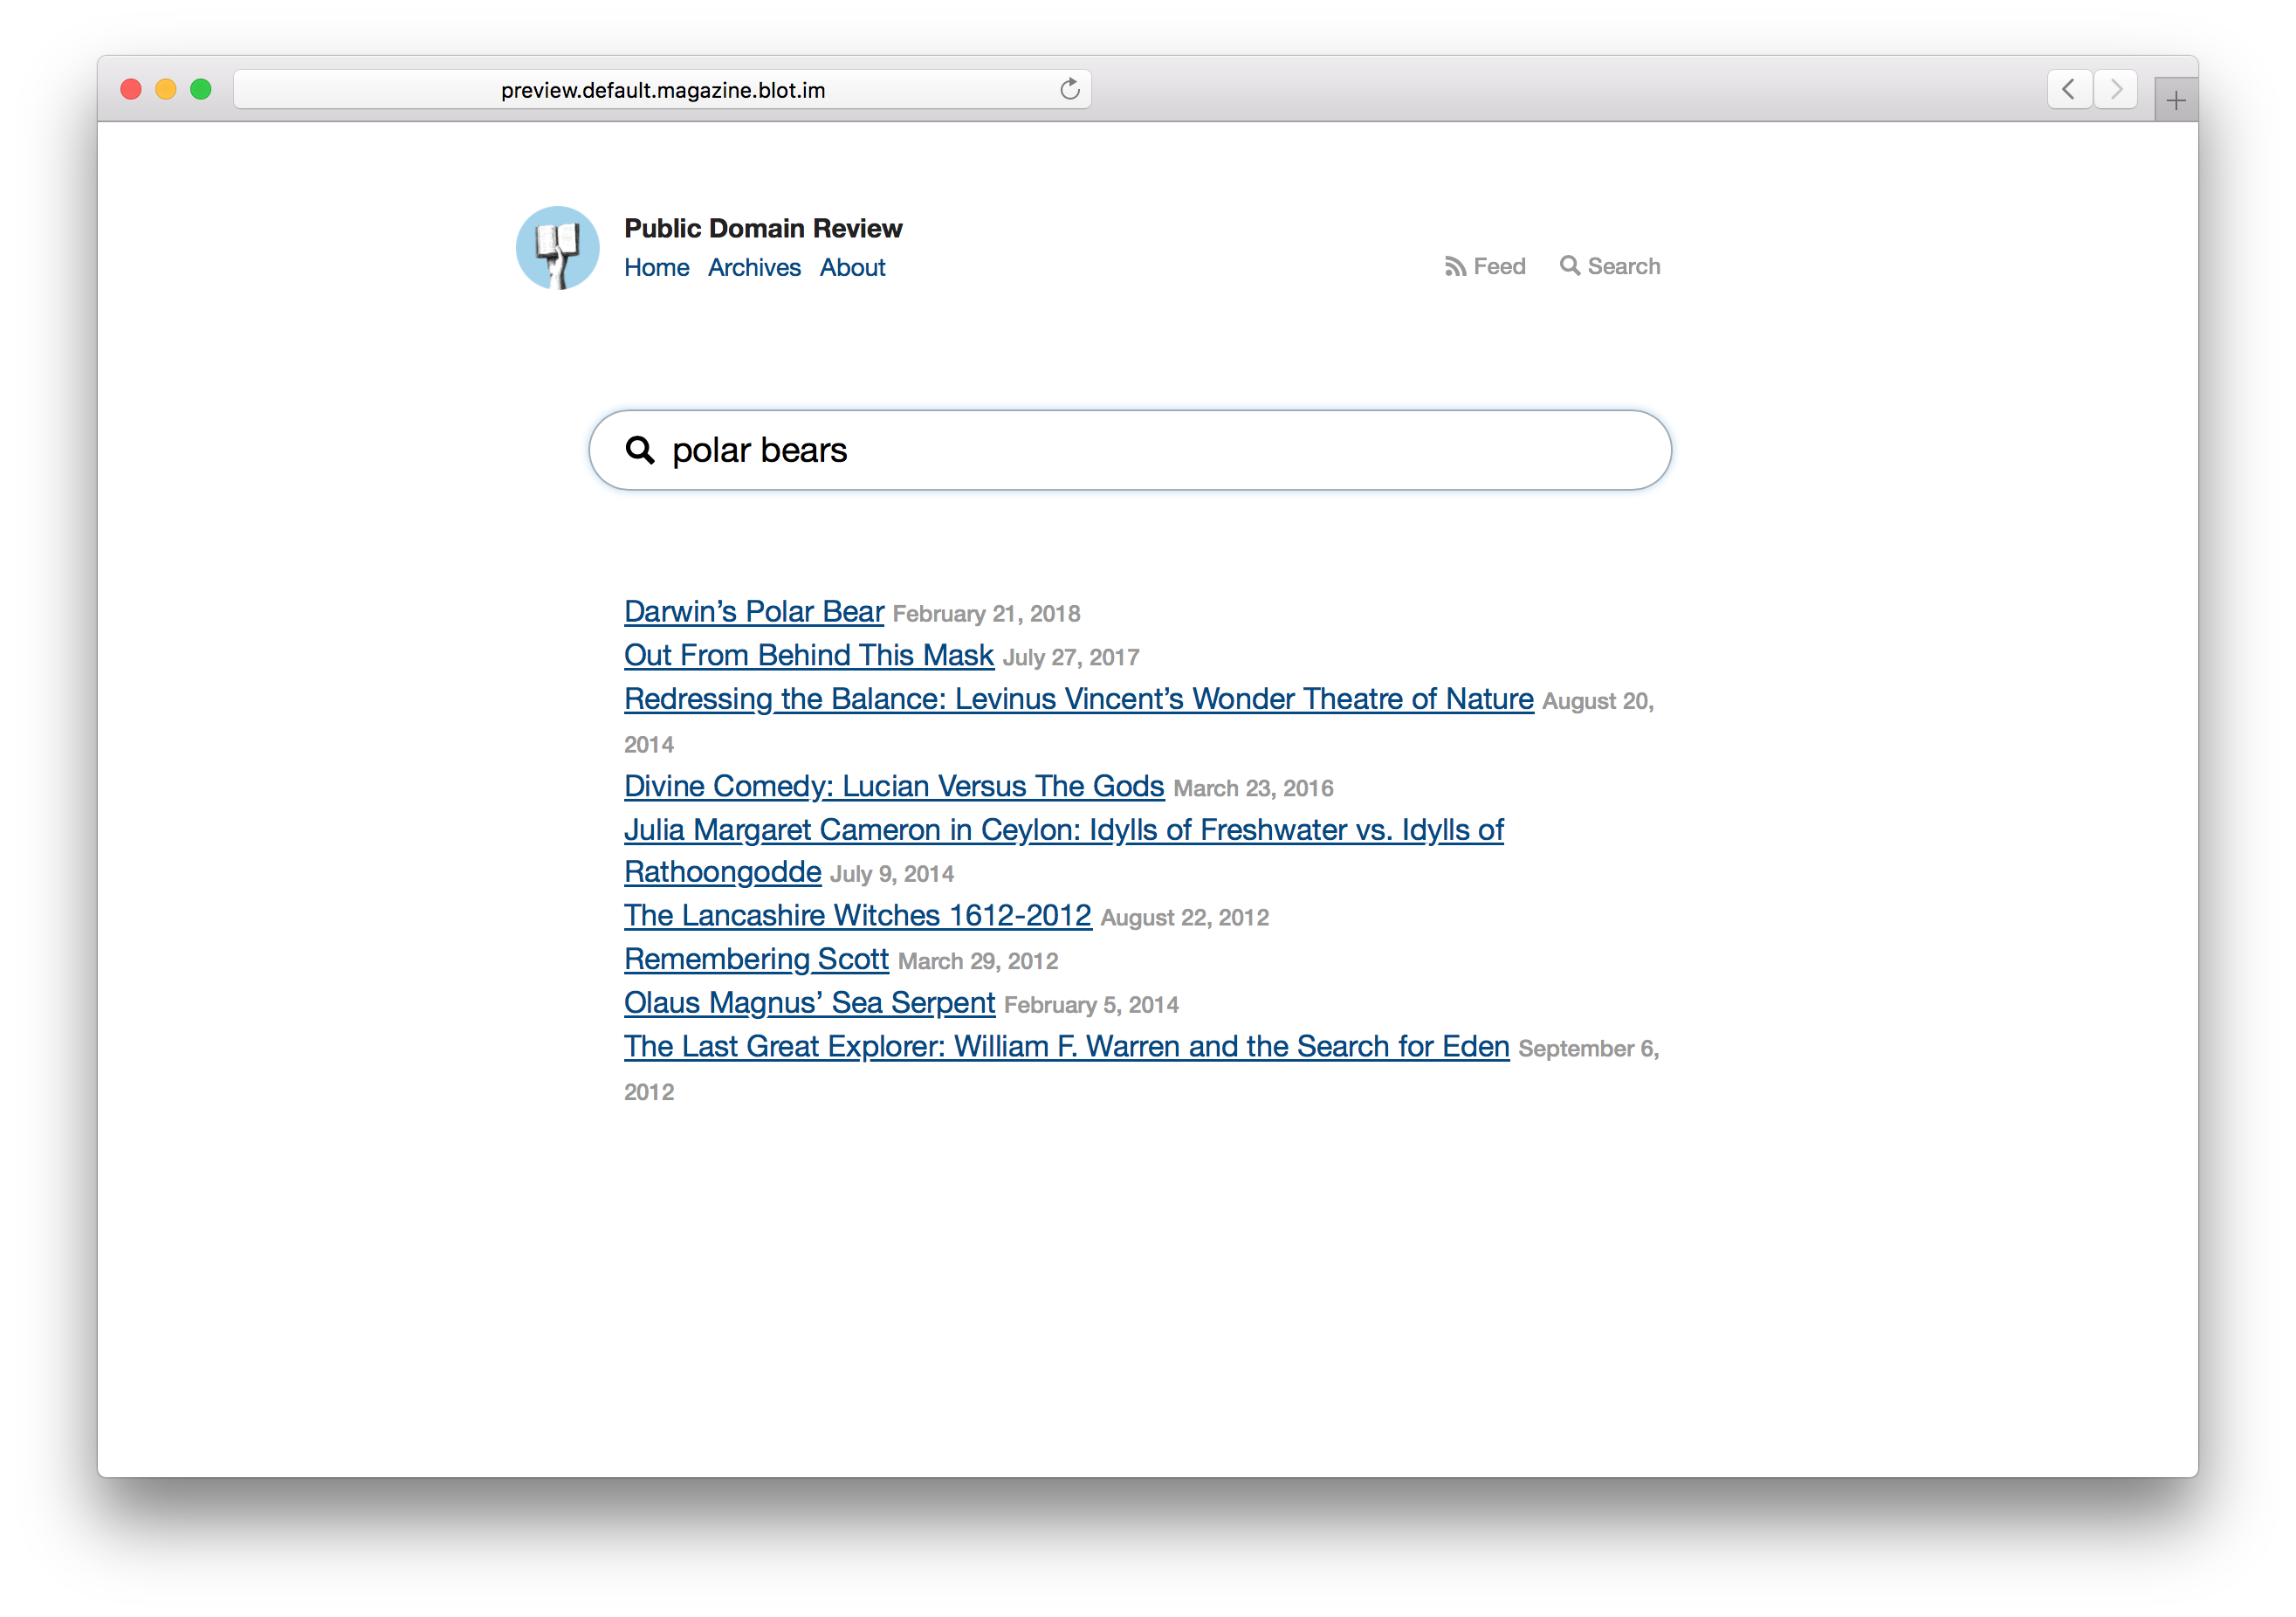 preview.default.magazine.blot.im
Public Domain Review
Home Archives About
Feed Search
polar bears
Darwin’s Polar Bear February 21, 2018
Out From Behind This Mask July 27, 2017
Redressing the Balance: Levinus Vincent’s Wonder Theatre of Nature August 20,
2014
Divine Comedy: Lucian Versus The Gods March 23, 2016
Julia Margaret Cameron in Ceylon: Idylls of Freshwater vs. Idylls of
Rathoongodde July 9, 2014
The Lancashire Witches 1612-2012 August 22, 2012
Remembering Scott March 29, 2012
Olaus Magnus’ Sea Serpent February 5, 2014
The Last Great Explorer: William F. Warren and the Search for Eden September 6,
2012